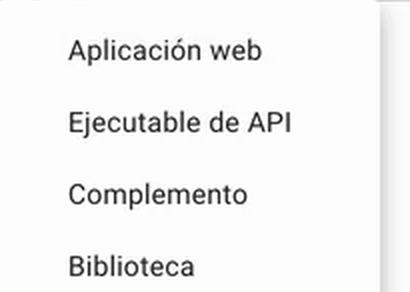 Aplicación web
Ejecutable de API
Complemento
Biblioteca